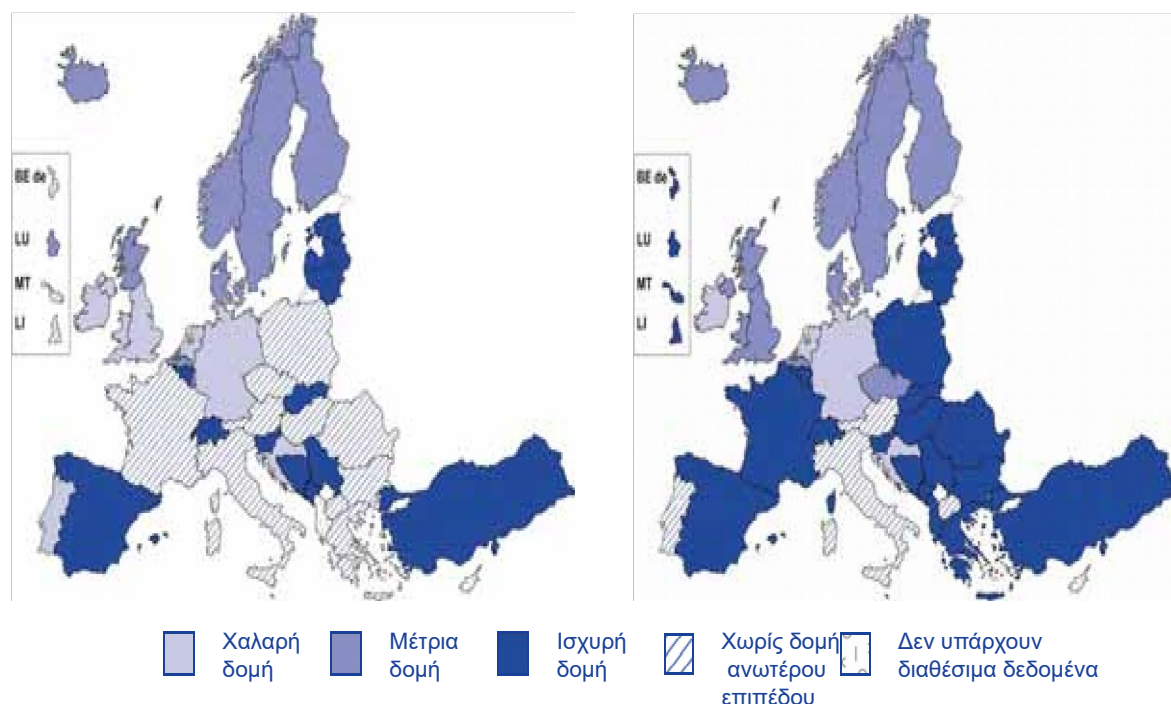 BE de
LU
MT
LI
BE de
LU
MT
LI
Χαλαρή
δομή
Μέτρια
δομή
Ισχυρή
δομή
Χωρίς δομή
ανωτέρου
επιπέδου
Δεν υπάρχουν
διαθέσιμα δεδομένα